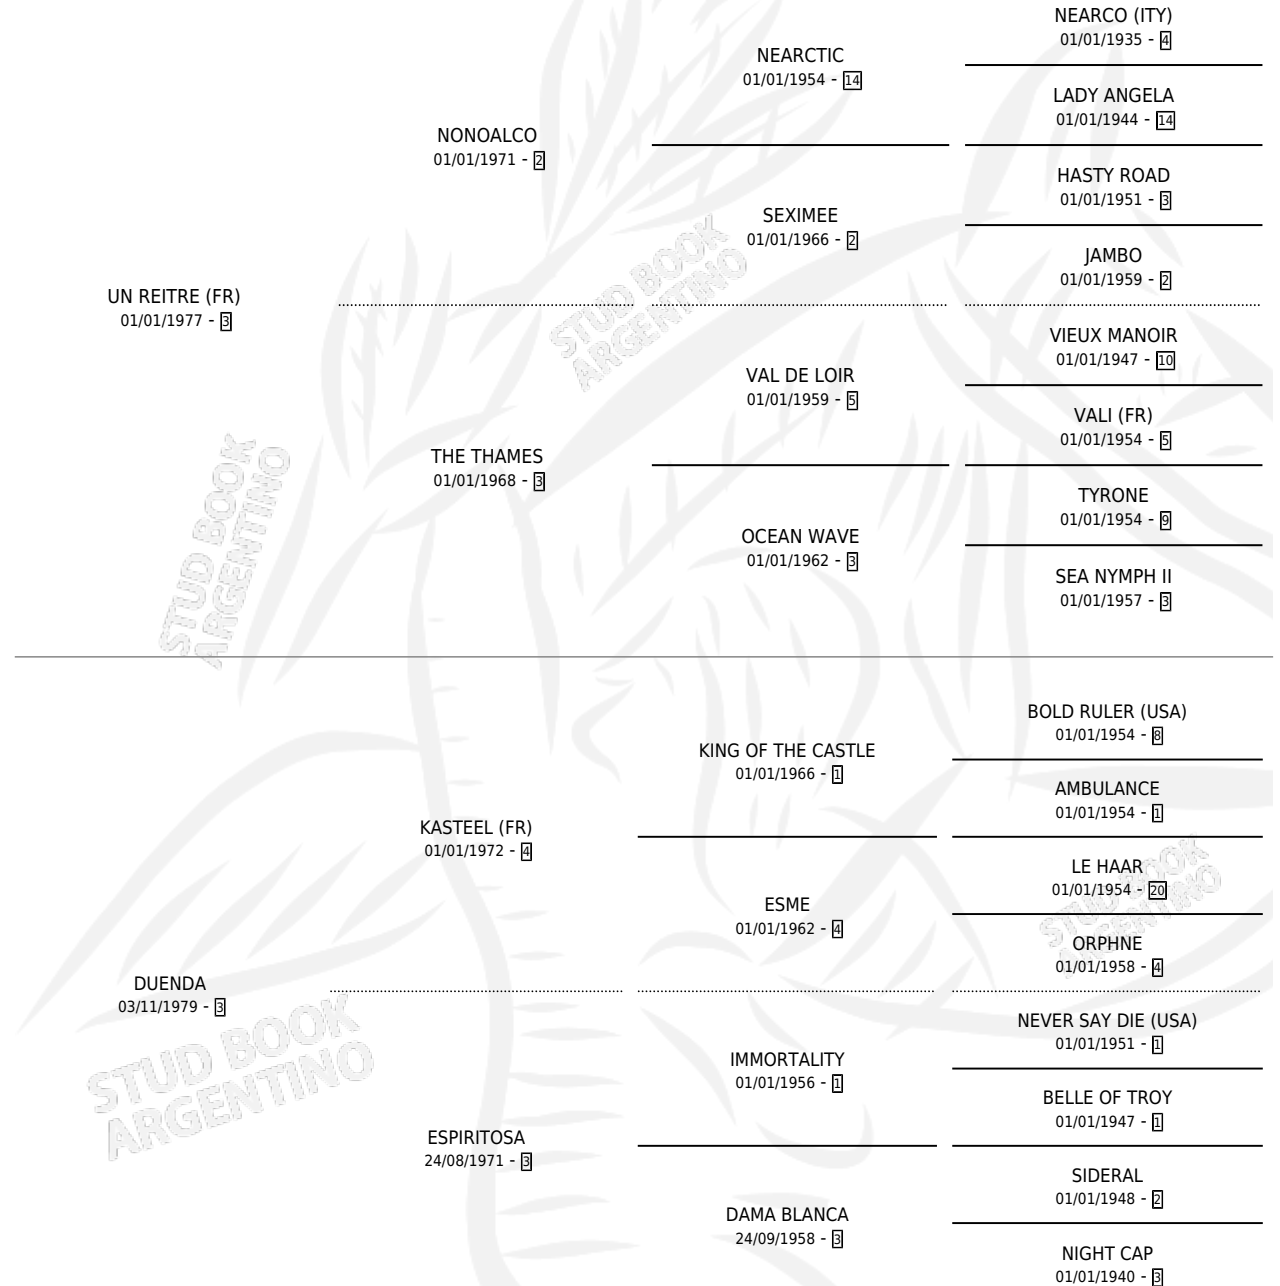 NEARCO (ITY)
01/01/1935 - 4
NEARCTIC
01/01/1954 - 14
LADY ANGELA
01/01/1944 - 14
NONOALCO
01/01/1971 - 2
HASTY ROAD
01/01/1951 - 3
SEXIMEE
01/01/1966 - 2
JAMBO
01/01/1959 - 2
UN REITRE (FR)
01/01/1977 - 3
VIEUX MANOIR
01/01/1947 - 10
VAL DE LOIR
01/01/1959 - 5
VALI (FR)
01/01/1954 - 5
THE THAMES
01/01/1968 - 3
TYRONE
01/01/1954 - 9
OCEAN WAVE
01/01/1962 - 3
SEA NYMPH II
01/01/1957 - 3
STUD BOOK
ARGENTINO
STUD BOOK
ARGENTINO
BOLD RULER (USA)
01/01/1954 - 8
KING OF THE CASTLE
01/01/1966 - 1
AMBULANCE
01/01/1954 - 1
KASTEEL (FR)
01/01/1972 - 4
LE HAAR
01/01/1954 - 20
ESME
01/01/1962 - 4
ORPHNE
01/01/1958 - 4
DUENDA
03/11/1979 - 3
NEVER SAY DIE (USA)
01/01/1951 - 1
IMMORTALITY
01/01/1956 - 1
BELLE OF TROY
01/01/1947 - 1
ESPIRITOSA
24/08/1971 - 3
SIDERAL
01/01/1948 - 2
DAMA BLANCA
24/09/1958 - 3
NIGHT CAP
01/01/1940 - 3
STUD BOOK
ARGENTINO
STUD BOOK
ARGENTINO